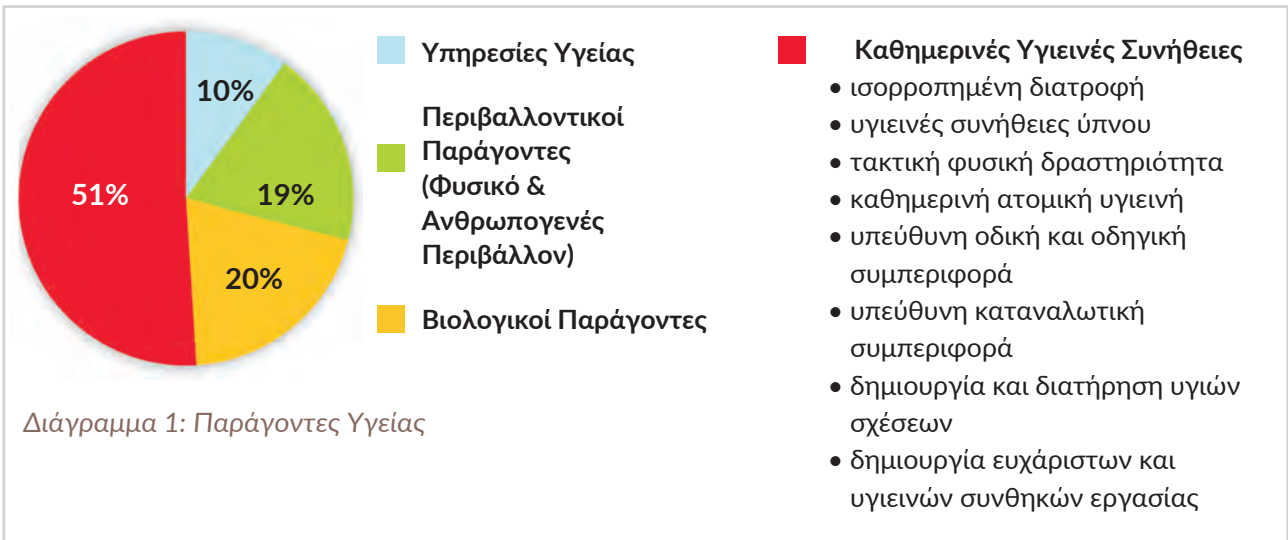 10%
19%
20%
51%
Υπηρεσίες Υγείας
Περιβαλλοντικοί
Παράγοντες
(Φυσικό &
Ανθρωπογενές
Περιβάλλον)
Βιολογικοί Παράγοντες
Καθημερινές Υγιεινές Συνήθειες
• ισορροπημένη διατροφή
• υγιεινές συνήθειες ύπνου
• τακτική φυσική δραστηριότητα
• καθημερινή ατομική υγιεινή
• υπεύθυνη οδική και οδηγική
συμπεριφορά
• υπεύθυνη καταναλωτική
συμπεριφορά
• δημιουργία και διατήρηση υγιών
σχέσεων
• δημιουργία ευχάριστων και
υγιεινών συνθηκών εργασίας
Διάγραμμα 1: Παράγοντες Υγείας